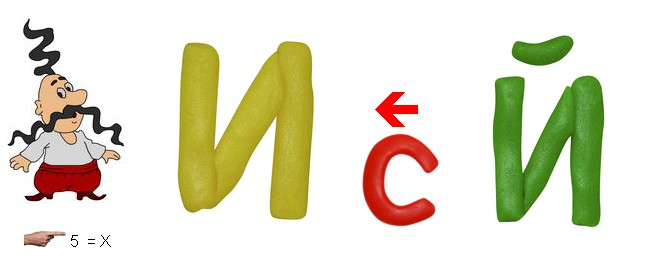 И с Й
5 = X